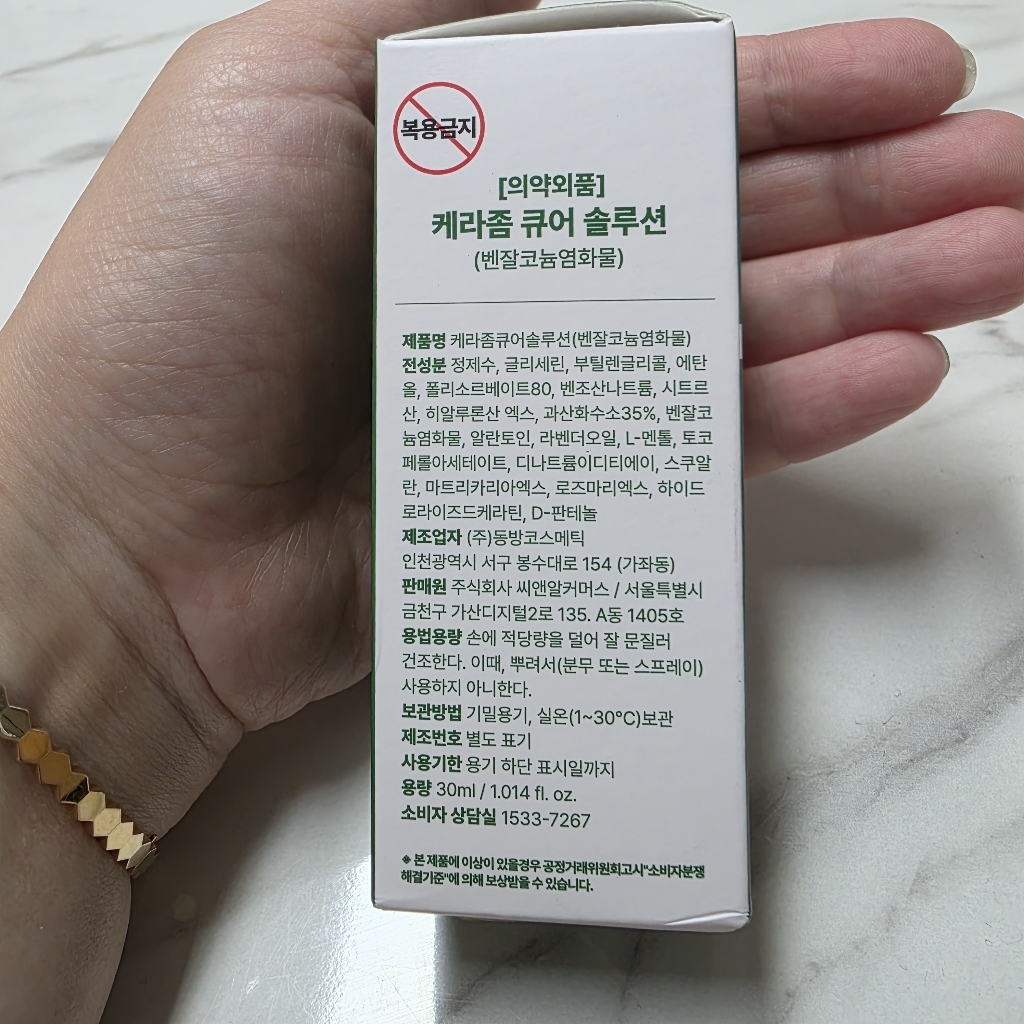 복용금지
[의약외품]
케라좀 큐어 솔루션
(벤잘코늄염화물)
제품명 케라좀큐어솔루션(벤잘코늄염화물)
전성분 정제수, 글리세린, 부틸렌글리콜, 에탄
올, 폴리소르베이트80, 벤조산나트륨, 시트르
산, 히알루론산 엑스, 과산화수소35%, 벤잘코
늄염화물, 알란토인, 라벤더오일, L-멘톨, 토코
페롤아세테이트, 디나트륨이디티에이, 스쿠알
란, 마트리카리아엑스, 로즈마리엑스, 하이드
로라이즈드케라틴, D-판테놀
제조업자 (주)동방코스메틱
인천광역시 서구 봉수대로 154 (가좌동)
판매원 주식회사 씨앤알커머스 / 서울특별시
금천구 가산디지털2로 135. A동 1405호
용법용량 손에 적당량을 덜어 잘 문질러
건조한다. 이때, 뿌려서(분무 또는 스프레이)
사용하지 아니한다.
보관방법 기밀용기, 실온(1~30°C)보관
제조번호 별도 표기
사용기한 용기 하단 표시일까지
용량 30ml / 1.014 fl. oz.
소비자 상담실 1533-7267
※ 본 제품에 이상이 있을경우 공정거래위원회고시"소비자분쟁
해결기준"에 의해 보상받을 수 있습니다.